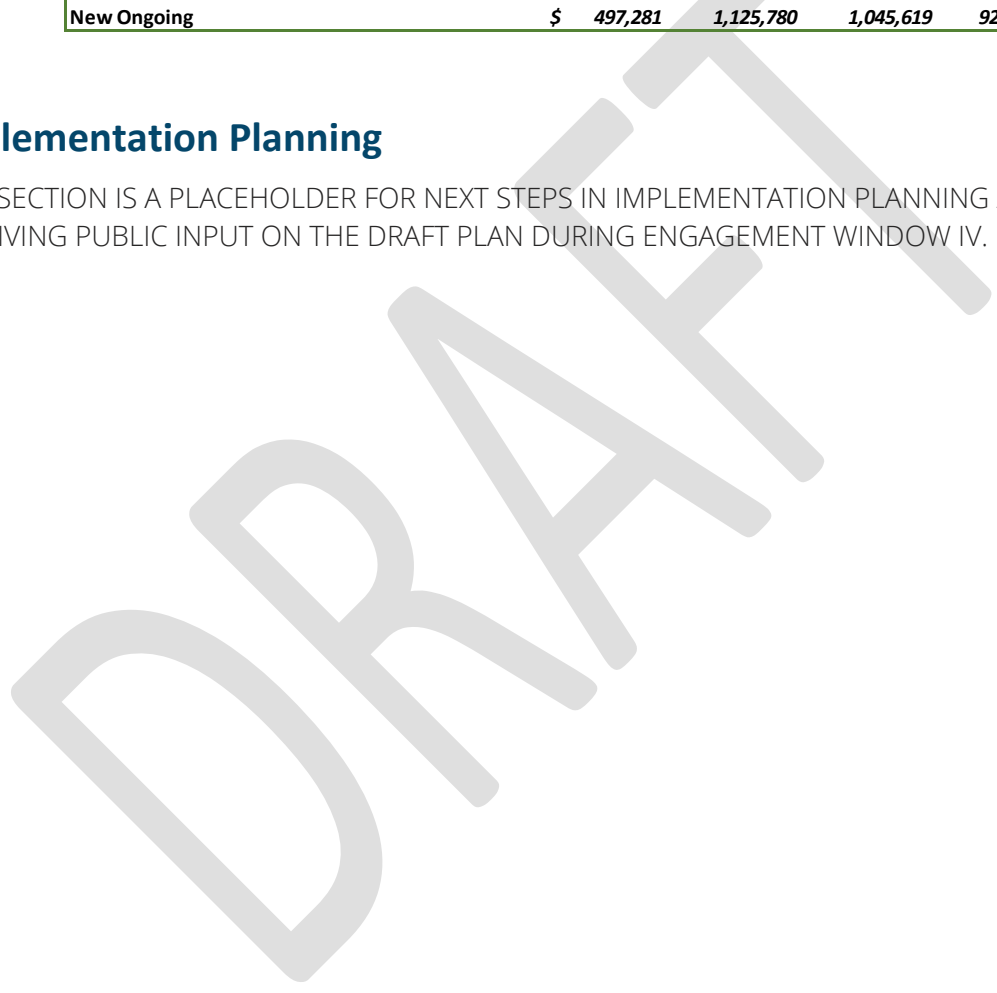 New Ongoing $ 497,281 1,125,780 1,045,619 92
lementation Planning
SECTION IS A PLACEHOLDER FOR NEXT STEPS IN IMPLEMENTATION PLANNING
IVING PUBLIC INPUT ON THE DRAFT PLAN DURING ENGAGEMENT WINDOW IV.
DRAFT